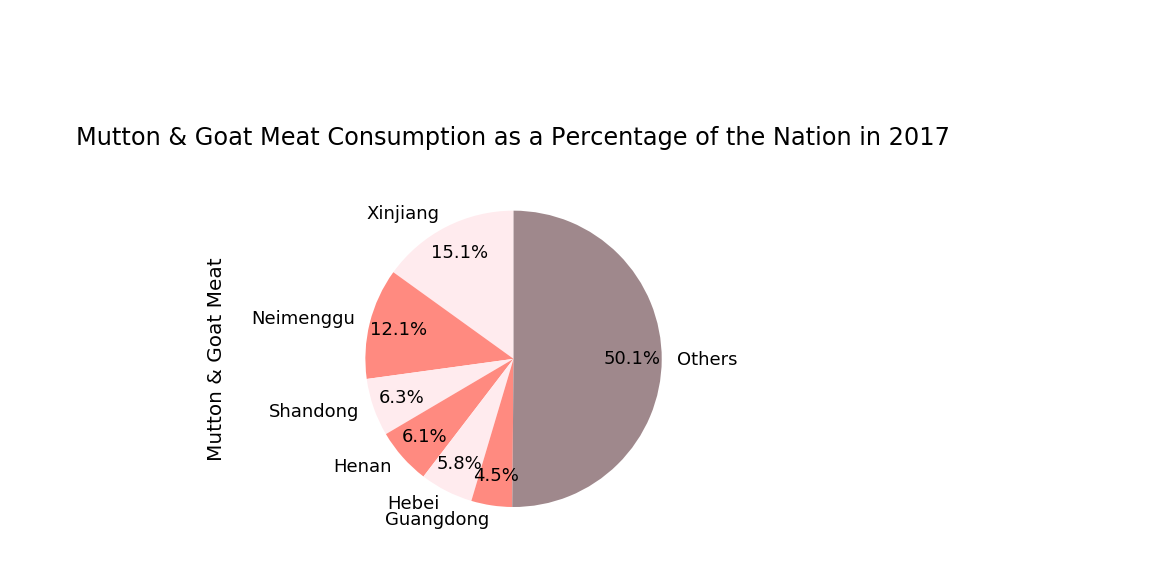 Mutton & Goat Meat Consumption as a Percentage of the Nation in 2017
Mutton & Goat Meat
Xinjiang
15.1%
Neimenggu
12.1%
Shandong
6.3%
Henan
6.1%
Hebei
5.8%
Guangdong
4.5%
Others
50.1%